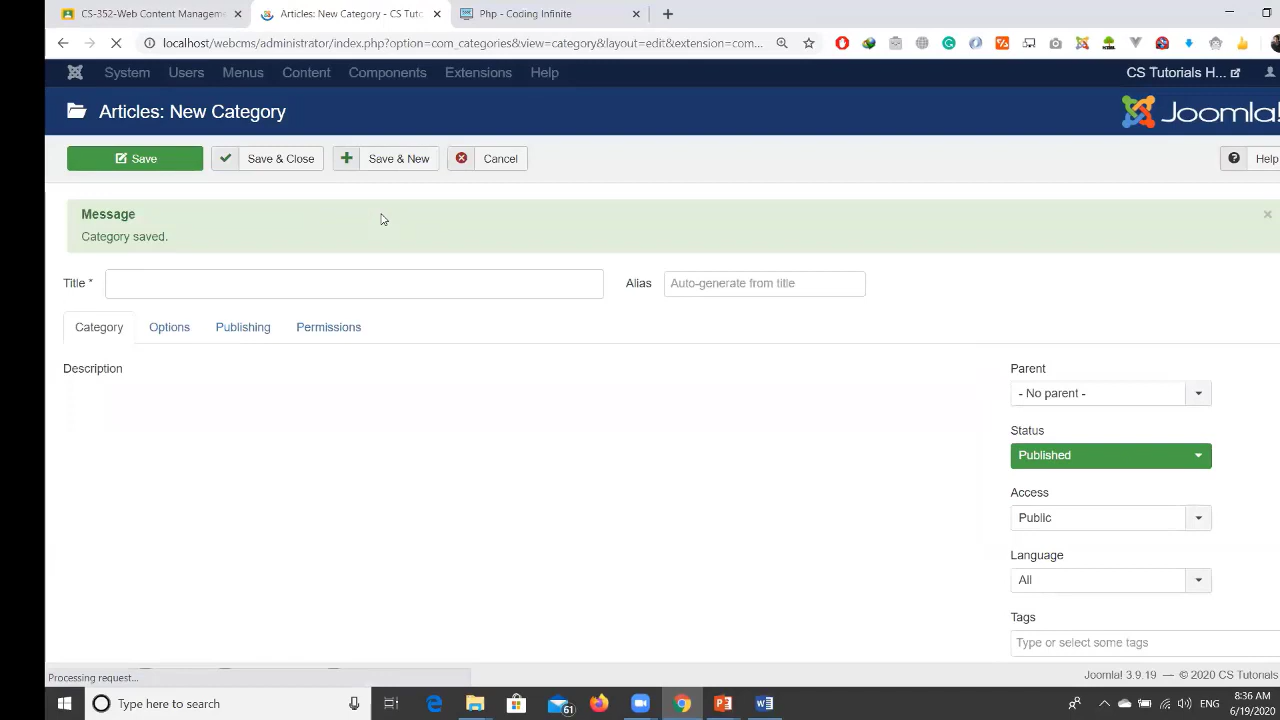 CS-352-Web Content Managem
Articles: New Category - CS Tuto
Php - Coding Infinite
localhost/webcms/administrator/index.php?option=com_categories&view=category&layout=edit&extension=...
System Users Menus Content Components Extensions Help
CS Tutorials H...
Articles: New Category
Joomla!
Save
Save & Close
Save & New
Cancel
Help
Message
Category saved.
Title *
Alias
Auto-generate from title
Category
Options
Publishing
Permissions
Description
Parent
- No parent -
Status
Published
Access
Public
Language
All
Tags
Type or select some tags
Processing request...
Joomla! 3.9.19 — © 2020 CS Tutorials
Type here to search
61
ENG
8:36 AM
6/19/2020